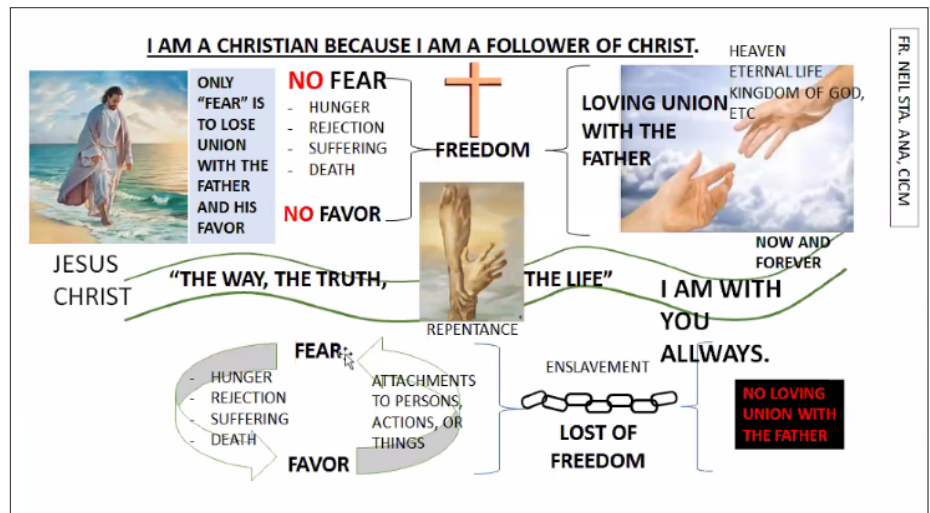 I AM A CHRISTIAN BECAUSE I AM A FOLLOWER OF CHRIST.
FR. NEIL STA. ANA, CICM
ONLY
"FEAR" IS
TO LOSE
UNION
WITH THE
FATHER
AND HIS
FAVOR
NO FEAR
- HUNGER
- REJECTION
- SUFFERING
- DEATH
NO FAVOR
FREEDOM
LOVING UNION
WITH THE
FATHER
HEAVEN
ETERNAL LIFE
KINGDOM OF GOD,
ETC
NOW AND
FOREVER
JESUS
CHRIST
"THE WAY, THE TRUTH, THE LIFE"
REPENTANCE
I AM WITH
YOU
ALLWAYS.
FEAR
- HUNGER
- REJECTION
- SUFFERING
- DEATH
FAVOR
ATTACHMENTS
TO PERSONS,
ACTIONS, OR
THINGS
ENSLAVEMENT
LOST OF
FREEDOM
NO LOVING
UNION WITH
THE FATHER